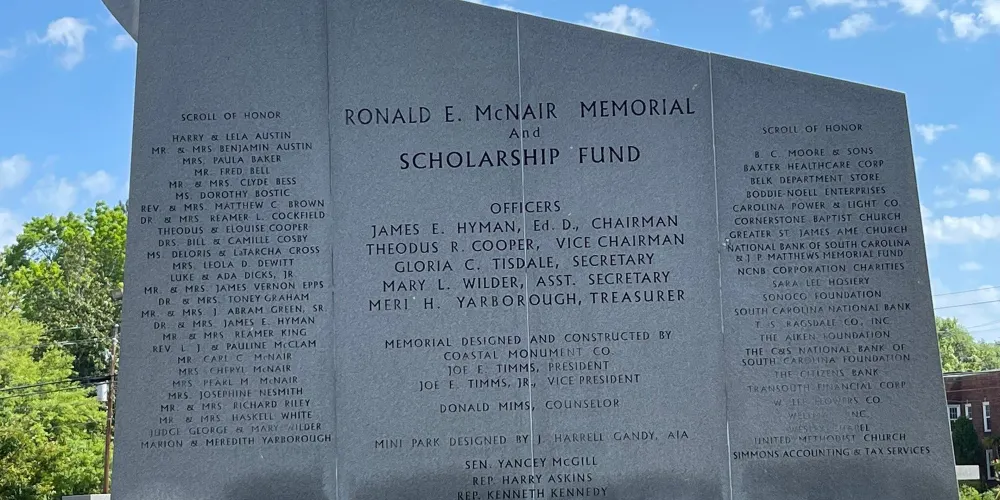 SCROLL OF HONOR
HARRY & LELA AUSTIN
MR. & MRS. BENJAMIN AUSTIN
MRS. PAULA BAKER
MR. FRED BELL
MR. & MRS. CLYDE BESS
MS. DOROTHY BOSTIC
REV. & MRS. MATTHEW C. BROWN
DR. & MRS. REAMER L. COCKFIELD
THEODUS & ELOUISE COOPER
DRS. BILL & CAMILLE COSBY
MS. DELORIS & LATARCHA CROSS
MRS. LEOLA D. DEWITT
LUKE & ADA DICKS, JR.
MR. & MRS. JAMES VERNON EPPS
DR. & MRS. TONEY GRAHAM
MR. & MRS. J. ABRAM GREEN, SR.
DR. & MRS. JAMES E. HYMAN
MR. & MRS. REAMER KING
REV. L. J. & PAULINE McCLAM
MR. CARL C. McNAIR
MRS. CHERYL McNAIR
MRS. PEARL M. McNAIR
MRS. JOSEPHINE NESMITH
MR. & MRS. RICHARD RILEY
MR. & MRS. HASKELL WHITE
JUDGE GEORGE & MARY WILDER
MARION & MEREDITH YARBOROUGH
RONALD E. McNAIR MEMORIAL
And
SCHOLARSHIP FUND
OFFICERS
JAMES E. HYMAN, Ed. D., CHAIRMAN
THEODUS R. COOPER, VICE CHAIRMAN
GLORIA C. TISDALE, SECRETARY
MARY L. WILDER, ASST. SECRETARY
MERI H. YARBOROUGH, TREASURER
MEMORIAL DESIGNED AND CONSTRUCTED BY
COASTAL MONUMENT CO.
JOE E. TIMMS, PRESIDENT
JOE E. TIMMS, JR., VICE PRESIDENT
DONALD MIMS, COUNSELOR
MINI PARK DESIGNED BY J. HARRELL GANDY, AIA
SEN. YANCEY McGILL
REP. HARRY ASKINS
REP. KENNETH KENNEDY
SCROLL OF HONOR
B. C. MOORE & SONS
BAXTER HEALTHCARE CORP
BELK DEPARTMENT STORE
BODDIE-NOELL ENTERPRISES
CAROLINA POWER & LIGHT CO.
CORNERSTONE BAPTIST CHURCH
GREATER ST. JAMES AME CHURCH
NATIONAL BANK OF SOUTH CAROLINA
& J P MATTHEWS MEMORIAL FUND
NCNB CORPORATION CHARITIES
SARA LEE HOSIERY
SONOCO FOUNDATION
SOUTH CAROLINA NATIONAL BANK
T. S. RAGSDALE CO., INC.
THE AIKEN FOUNDATION
THE C&S NATIONAL BANK OF
SOUTH CAROLINA FOUNDATION
THE CITIZENS BANK
TRANSOUTH FINANCIAL CORP
W. LEE FLOWERS CO.
INC.
CHAPEL
UNITED METHODIST CHURCH
SIMMONS ACCOUNTING & TAX SERVICES